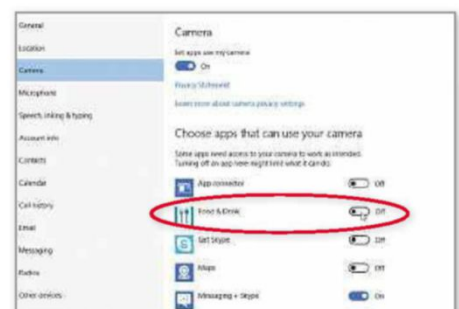 General
Location
Camera
Microphone
Speech, inking & typing
Account info
Contacts
Calendar
Call history
Email
Messaging
Radios
Other devices
Camera
Let apps use my camera
On
Privacy Statement
Learn more about camera privacy settings
Choose apps that can use your camera
Some apps need access to your camera to work as intended.
Turning off an app here might limit what it can do.
App connector Off
Food & Drink Off
Get Skype Off
Maps Off
Messaging + Skype On